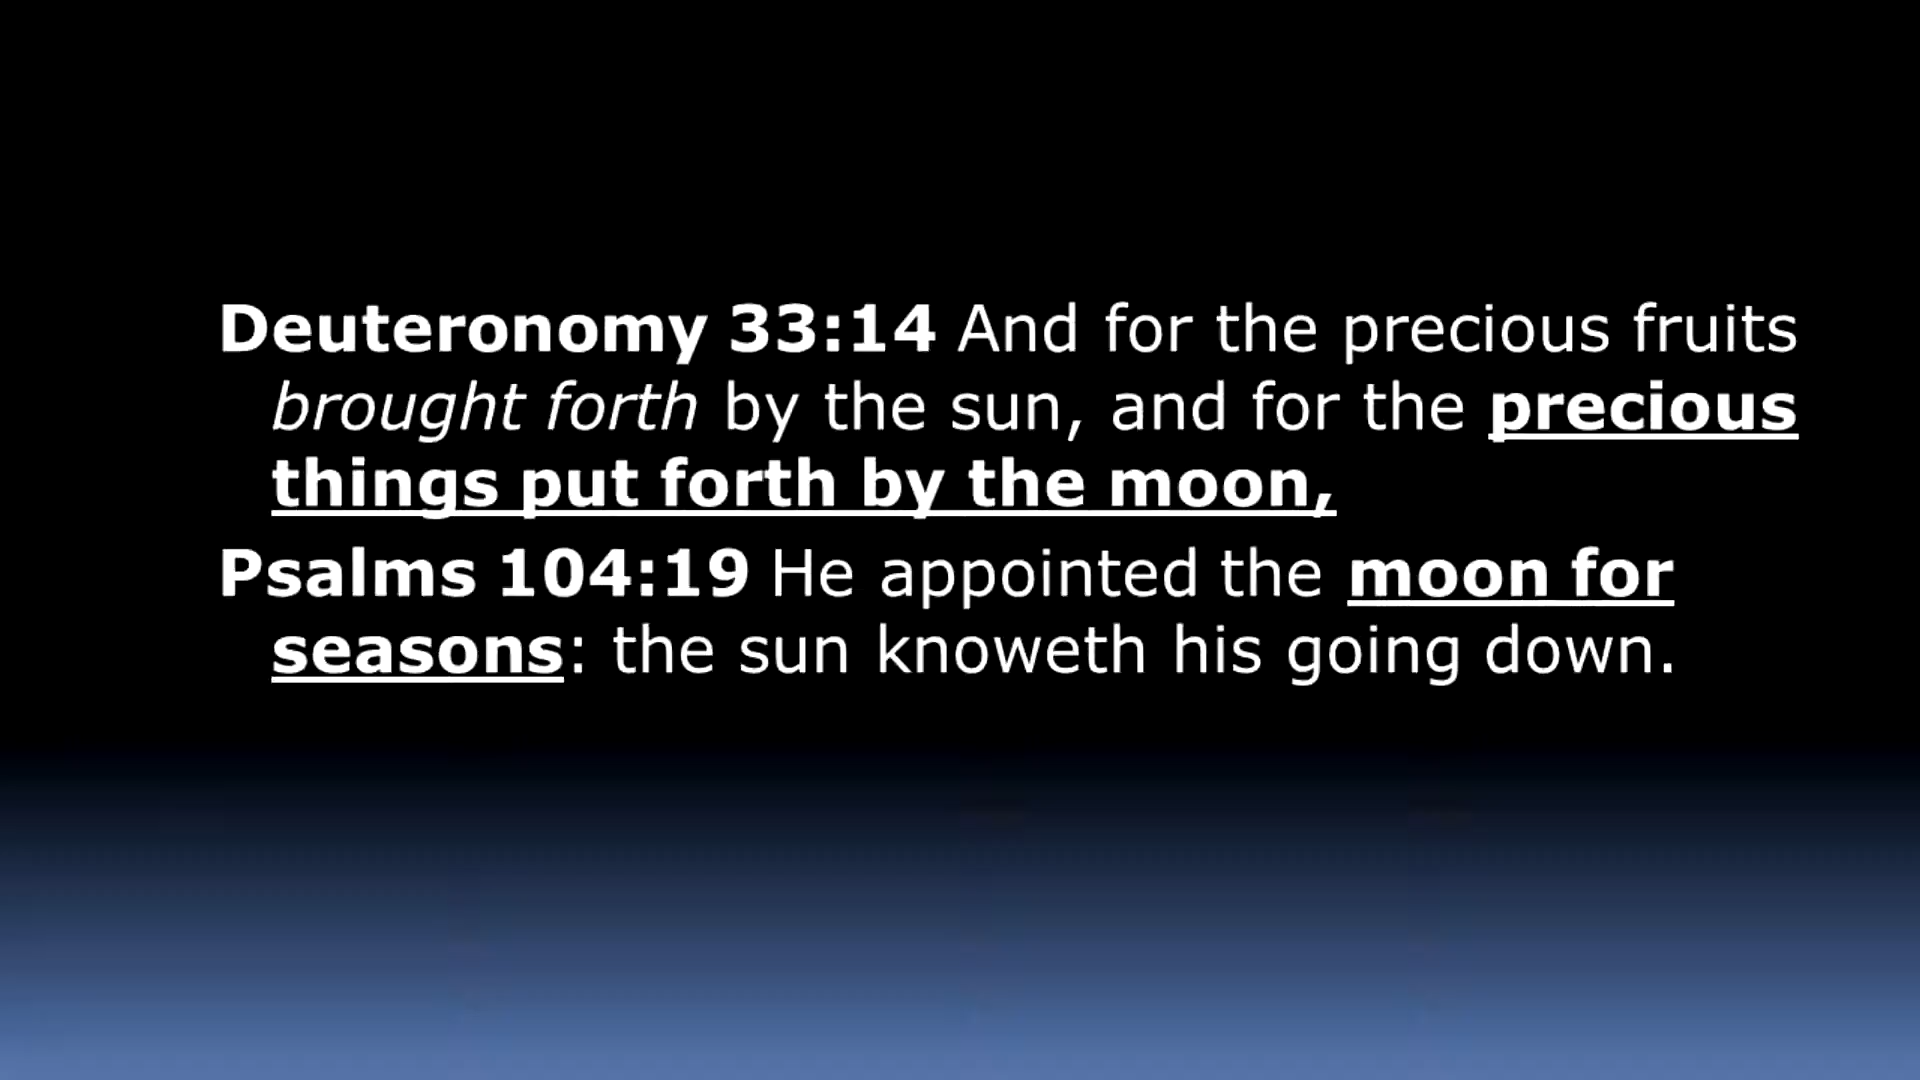 Deuteronomy 33:14 And for the precious fruits
brought forth by the sun, and for the precious
things put forth by the moon,
Psalms 104:19 He appointed the moon for
seasons: the sun knoweth his going down.